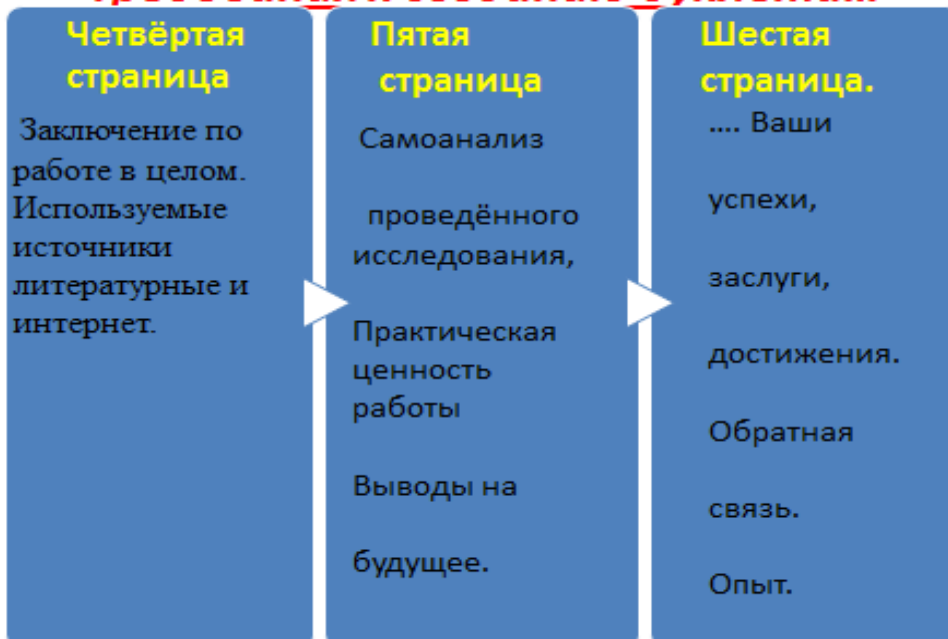 Четвёртая
страница
Заключение по
работе в целом.
Используемые
источники
литературные и
интернет.
Пятая
страница
Самоанализ
проведённого
исследования,
Практическая
ценность
работы
Выводы на
будущее.
Шестая
страница.
.... Ваши
успехи,
заслуги,
достижения.
Обратная
связь.
Опыт.